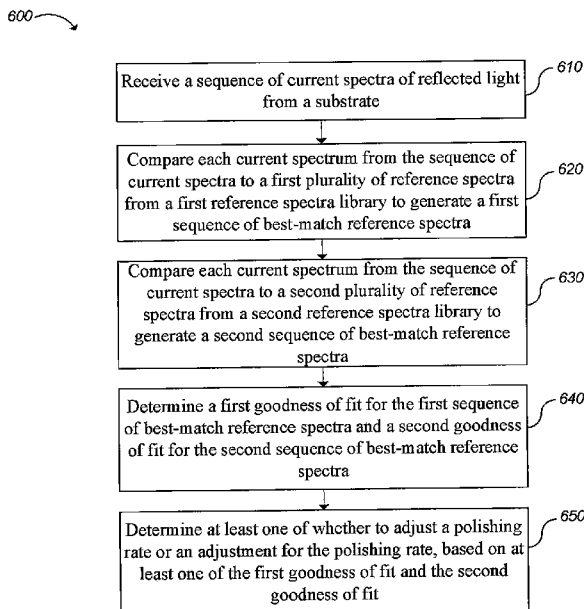 600
Receive a sequence of current spectra of reflected light
from a substrate
610
Compare each current spectrum from the sequence of
current spectra to a first plurality of reference spectra
from a first reference spectra library to generate a first
sequence of best-match reference spectra
620
Compare each current spectrum from the sequence of
current spectra to a second plurality of reference
spectra from a second reference spectra library to
generate a second sequence of best-match reference
spectra
630
Determine a first goodness of fit for the first sequence
of best-match reference spectra and a second goodness
of fit for the second sequence of best-match reference
spectra
640
Determine at least one of whether to adjust a polishing
rate or an adjustment for the polishing rate, based on at
least one of the first goodness of fit and the second
goodness of fit
650